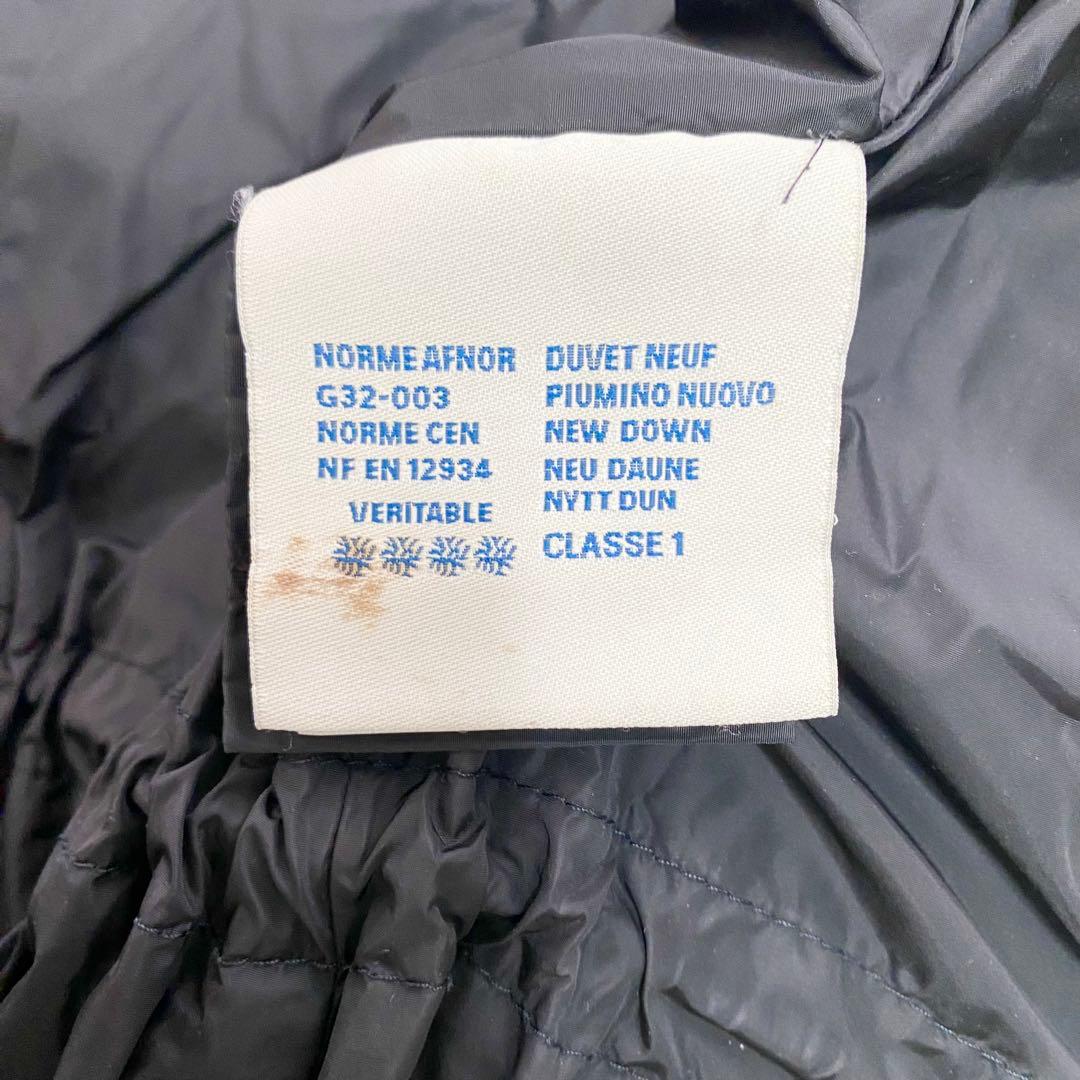 NORME AFNOR
G32-003
NORME CEN
NF EN 12934
VERITABLE
DUVET NEUF
PIUMINO NUOVO
NEW DOWN
NEU DAUNE
NYTT DUN
CLASSE 1